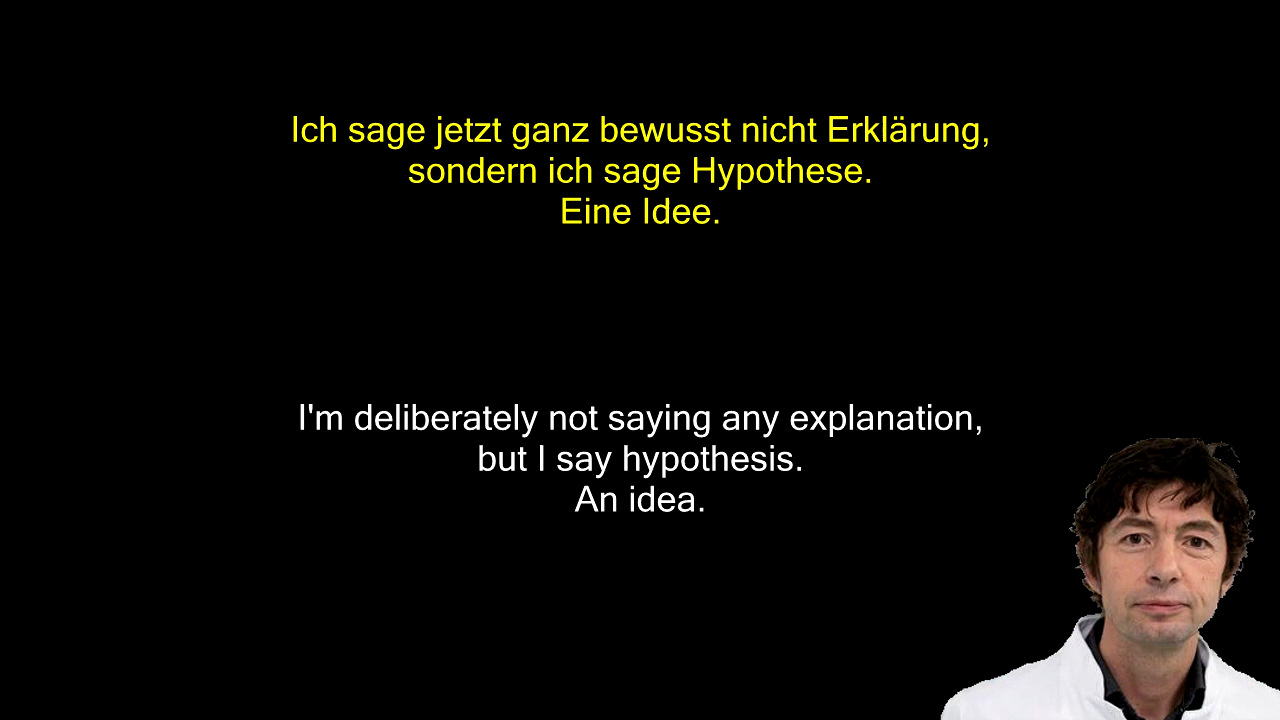 Ich sage jetzt ganz bewusst nicht Erklärung,
sondern ich sage Hypothese.
Eine Idee.
I'm deliberately not saying any explanation,
but I say hypothesis.
An idea.